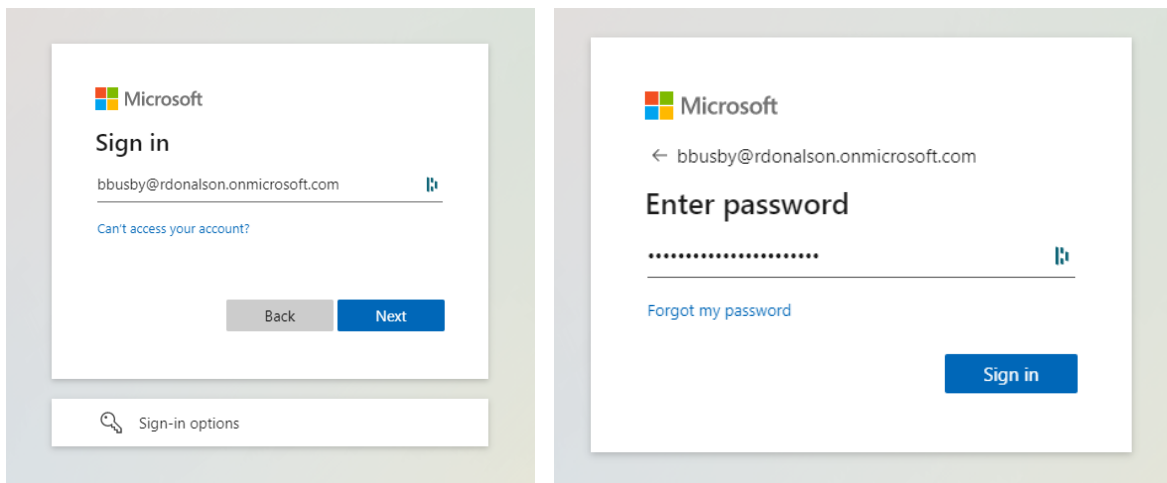 Microsoft
Sign in
bbusby@rdonalson.onmicrosoft.com
Can't access your account?
Back Next
Sign-in options
Microsoft
← bbusby@rdonalson.onmicrosoft.com
Enter password
•••••••••••••••••••••••
Forgot my password
Sign in